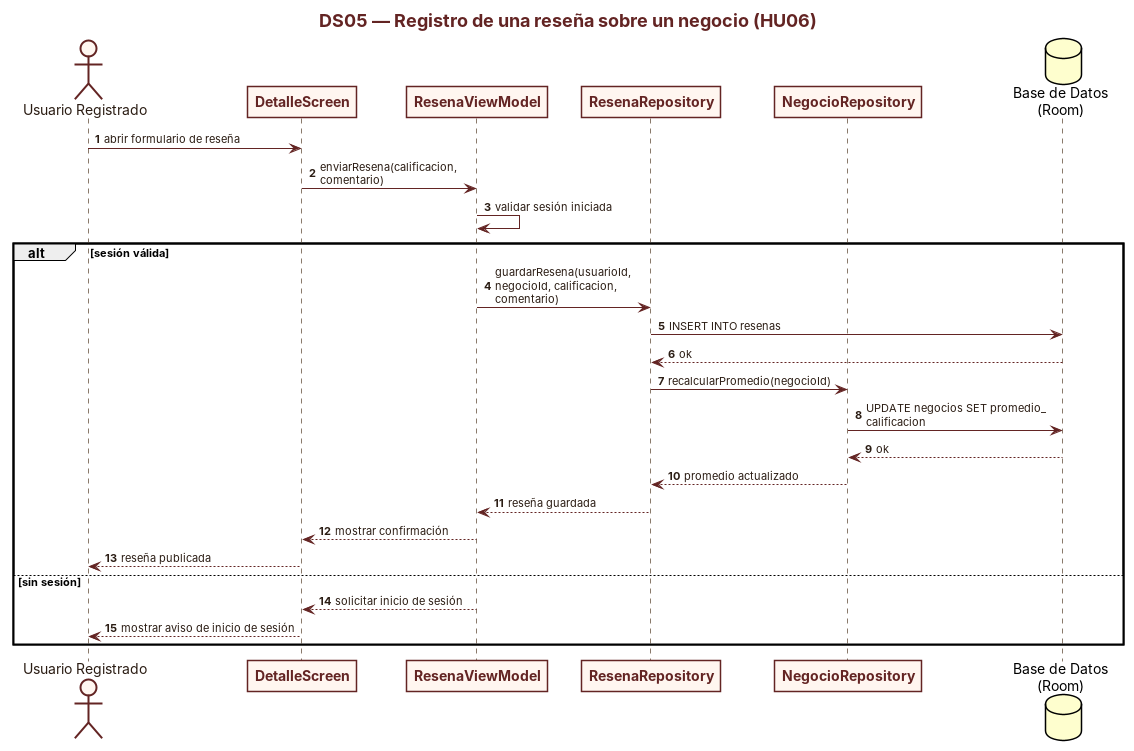 DS05 — Registro de una reseña sobre un negocio (HU06)
Usuario Registrado
DetalleScreen
ResenaViewModel
ResenaRepository
NegocioRepository
Base de Datos
(Room)
1 abrir formulario de reseña
2 enviarResena(calificacion,
comentario)
3 validar sesión iniciada
alt [sesión válida]
4 guardarResena(usuarioId,
negocioId, calificacion,
comentario)
5 INSERT INTO resenas
6 ok
7 recalcularPromedio(negocioId)
8 UPDATE negocios SET promedio_
calificacion
9 ok
10 promedio actualizado
11 reseña guardada
12 mostrar confirmación
13 reseña publicada
[sin sesión]
14 solicitar inicio de sesión
15 mostrar aviso de inicio de sesión
Usuario Registrado
DetalleScreen
ResenaViewModel
ResenaRepository
NegocioRepository
Base de Datos
(Room)